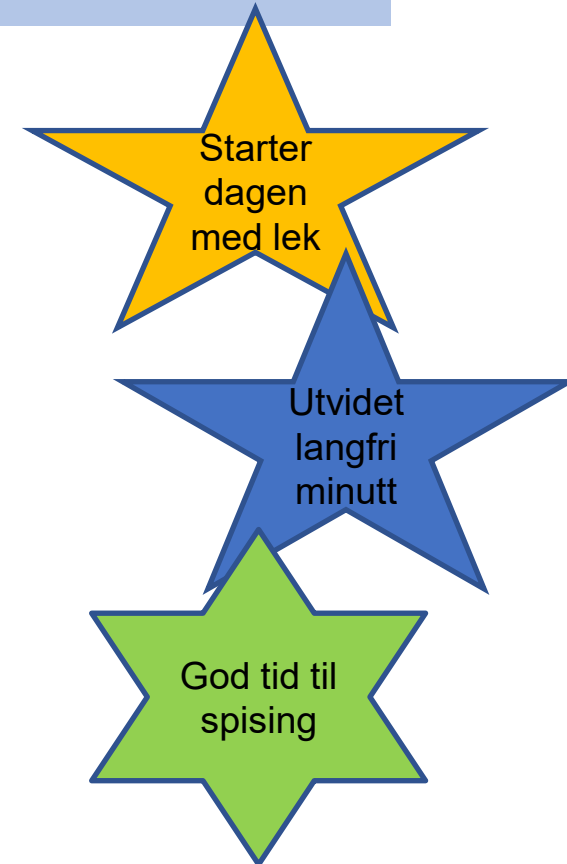 Starter
dagen
med lek
Utvidet
langfri
minutt
God tid til
spising